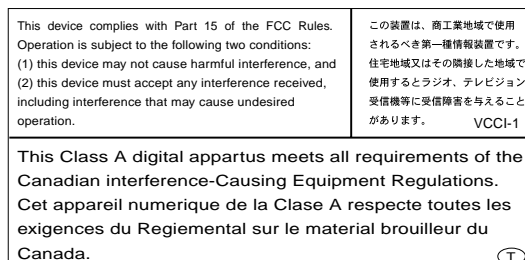 This device complies with Part 15 of the FCC Rules.
Operation is subject to the following two conditions:
(1) this device may not cause harmful interference, and
(2) this device must accept any interference received,
including interference that may cause undesired
operation.
この装置は、商工業地域で使用
されるべき第一種情報装置です。
住宅地域又はその隣接した地域で
使用するとラジオ、テレビジョン
受信機等に受信障害を与えること
があります。 VCCI-1
This Class A digital appartus meets all requirements of the
Canadian interference-Causing Equipment Regulations.
Cet appareil numerique de la Clase A respecte toutes les
exigences du Regiemental sur le material brouilleur du
Canada.
T